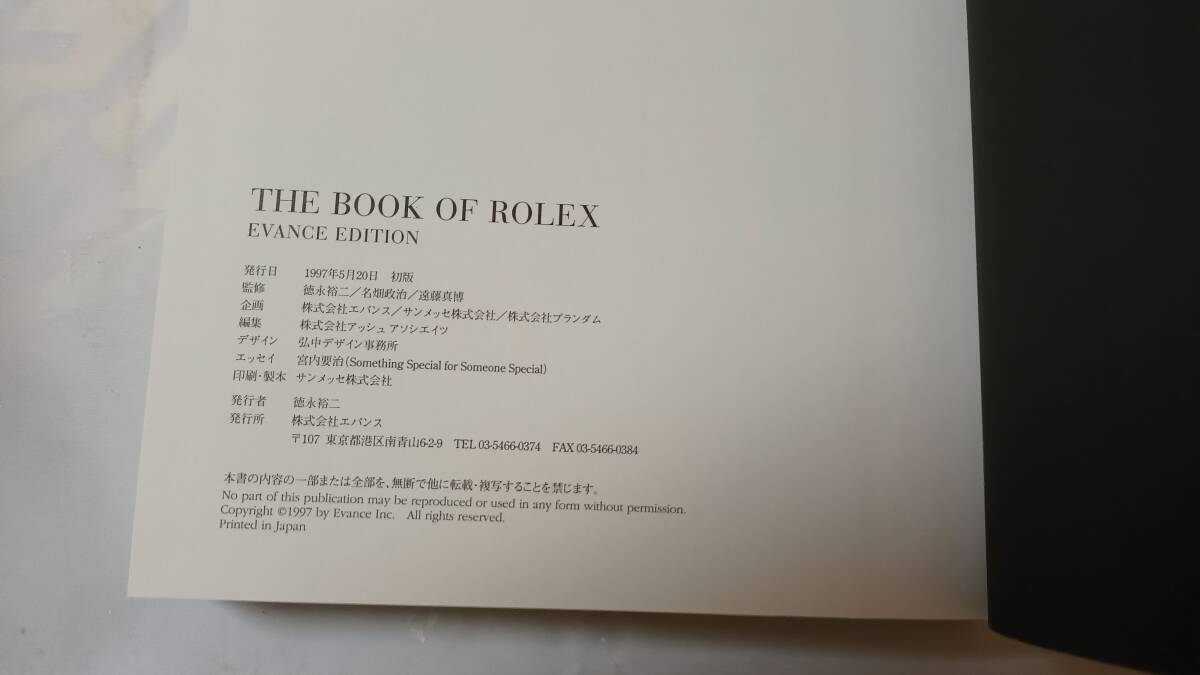 THE BOOK OF ROLEX
EVANCE EDITION
発行日 1997年5月20日 初版
監修 徳永裕二／名畑政治／遠藤真博
企画 株式会社エバンス／サンメッセ株式会社／株式会社ブランダム
編集 株式会社アッシュ アソシエイツ
デザイン 弘中デザイン事務所
エッセイ 宮内要治(Something Special for Someone Special)
印刷・製本 サンメッセ株式会社
発行者 徳永裕二
発行所 株式会社エバンス
〒107 東京都港区南青山6-2-9 TEL 03-5466-0374 FAX 03-5466-0384
本書の内容の一部または全部を、無断で他に転載・複写することを禁じます。
No part of this publication may be reproduced or used in any form without permission.
Copyright ©1997 by Evance Inc. All rights reserved.
Printed in Japan